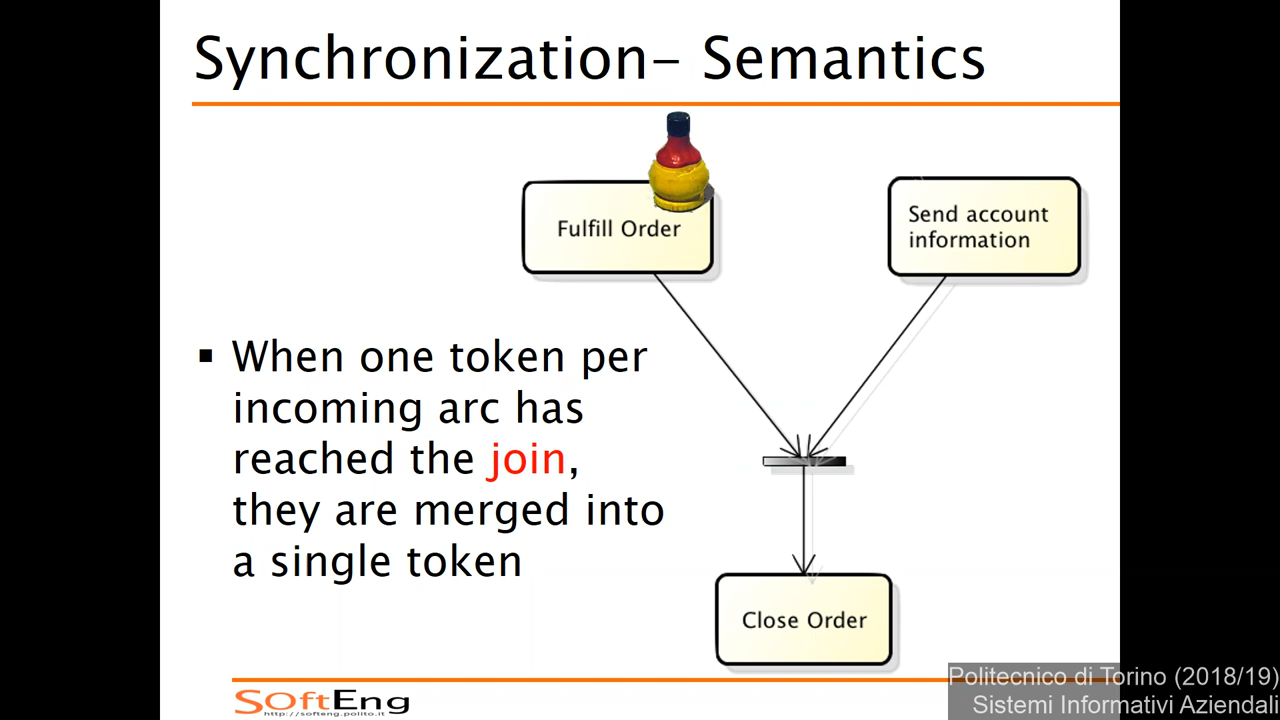 Synchronization– Semantics
Fulfill Order
Send account
information
▪ When one token per
incoming arc has
reached the join,
they are merged into
a single token
Close Order
SoftEng
http://softeng.polito.it
Politecnico di Torino (2018/19)
Sistemi Informativi Aziendali